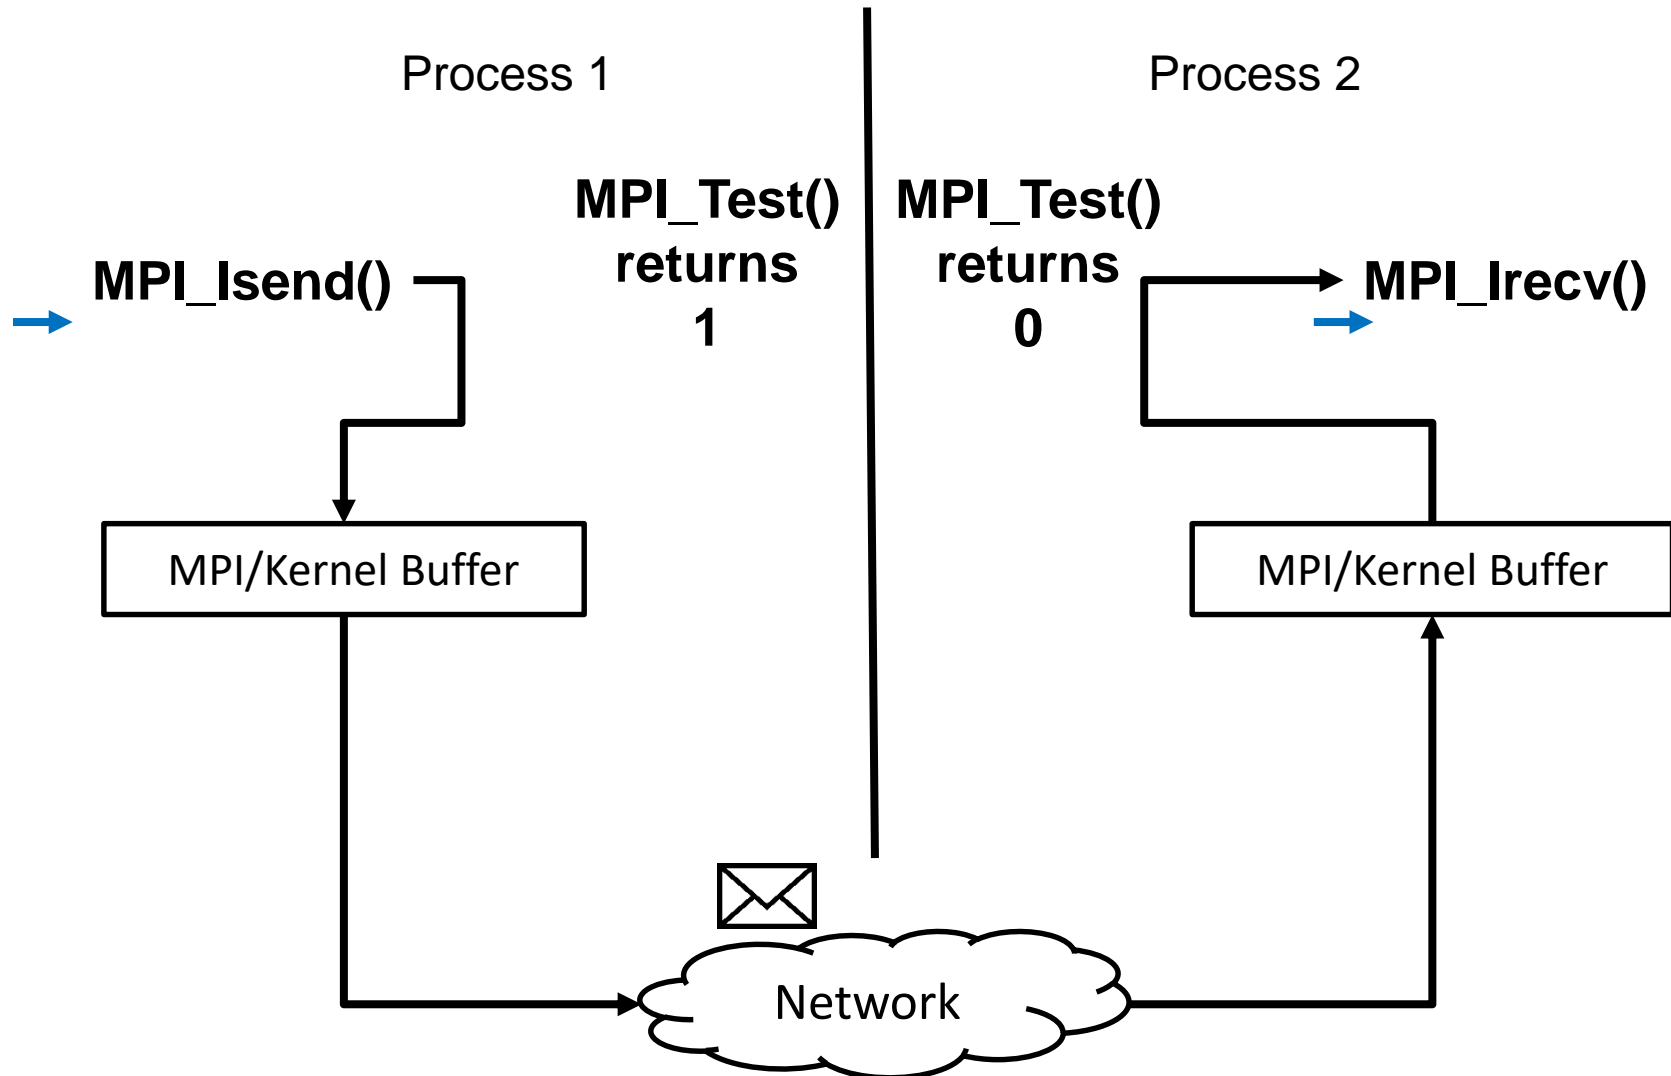 Process 1
Process 2
MPI_Test()
returns
1
MPI_Test()
returns
0
MPI_Isend()
MPI_Irecv()
MPI/Kernel Buffer
MPI/Kernel Buffer
Network